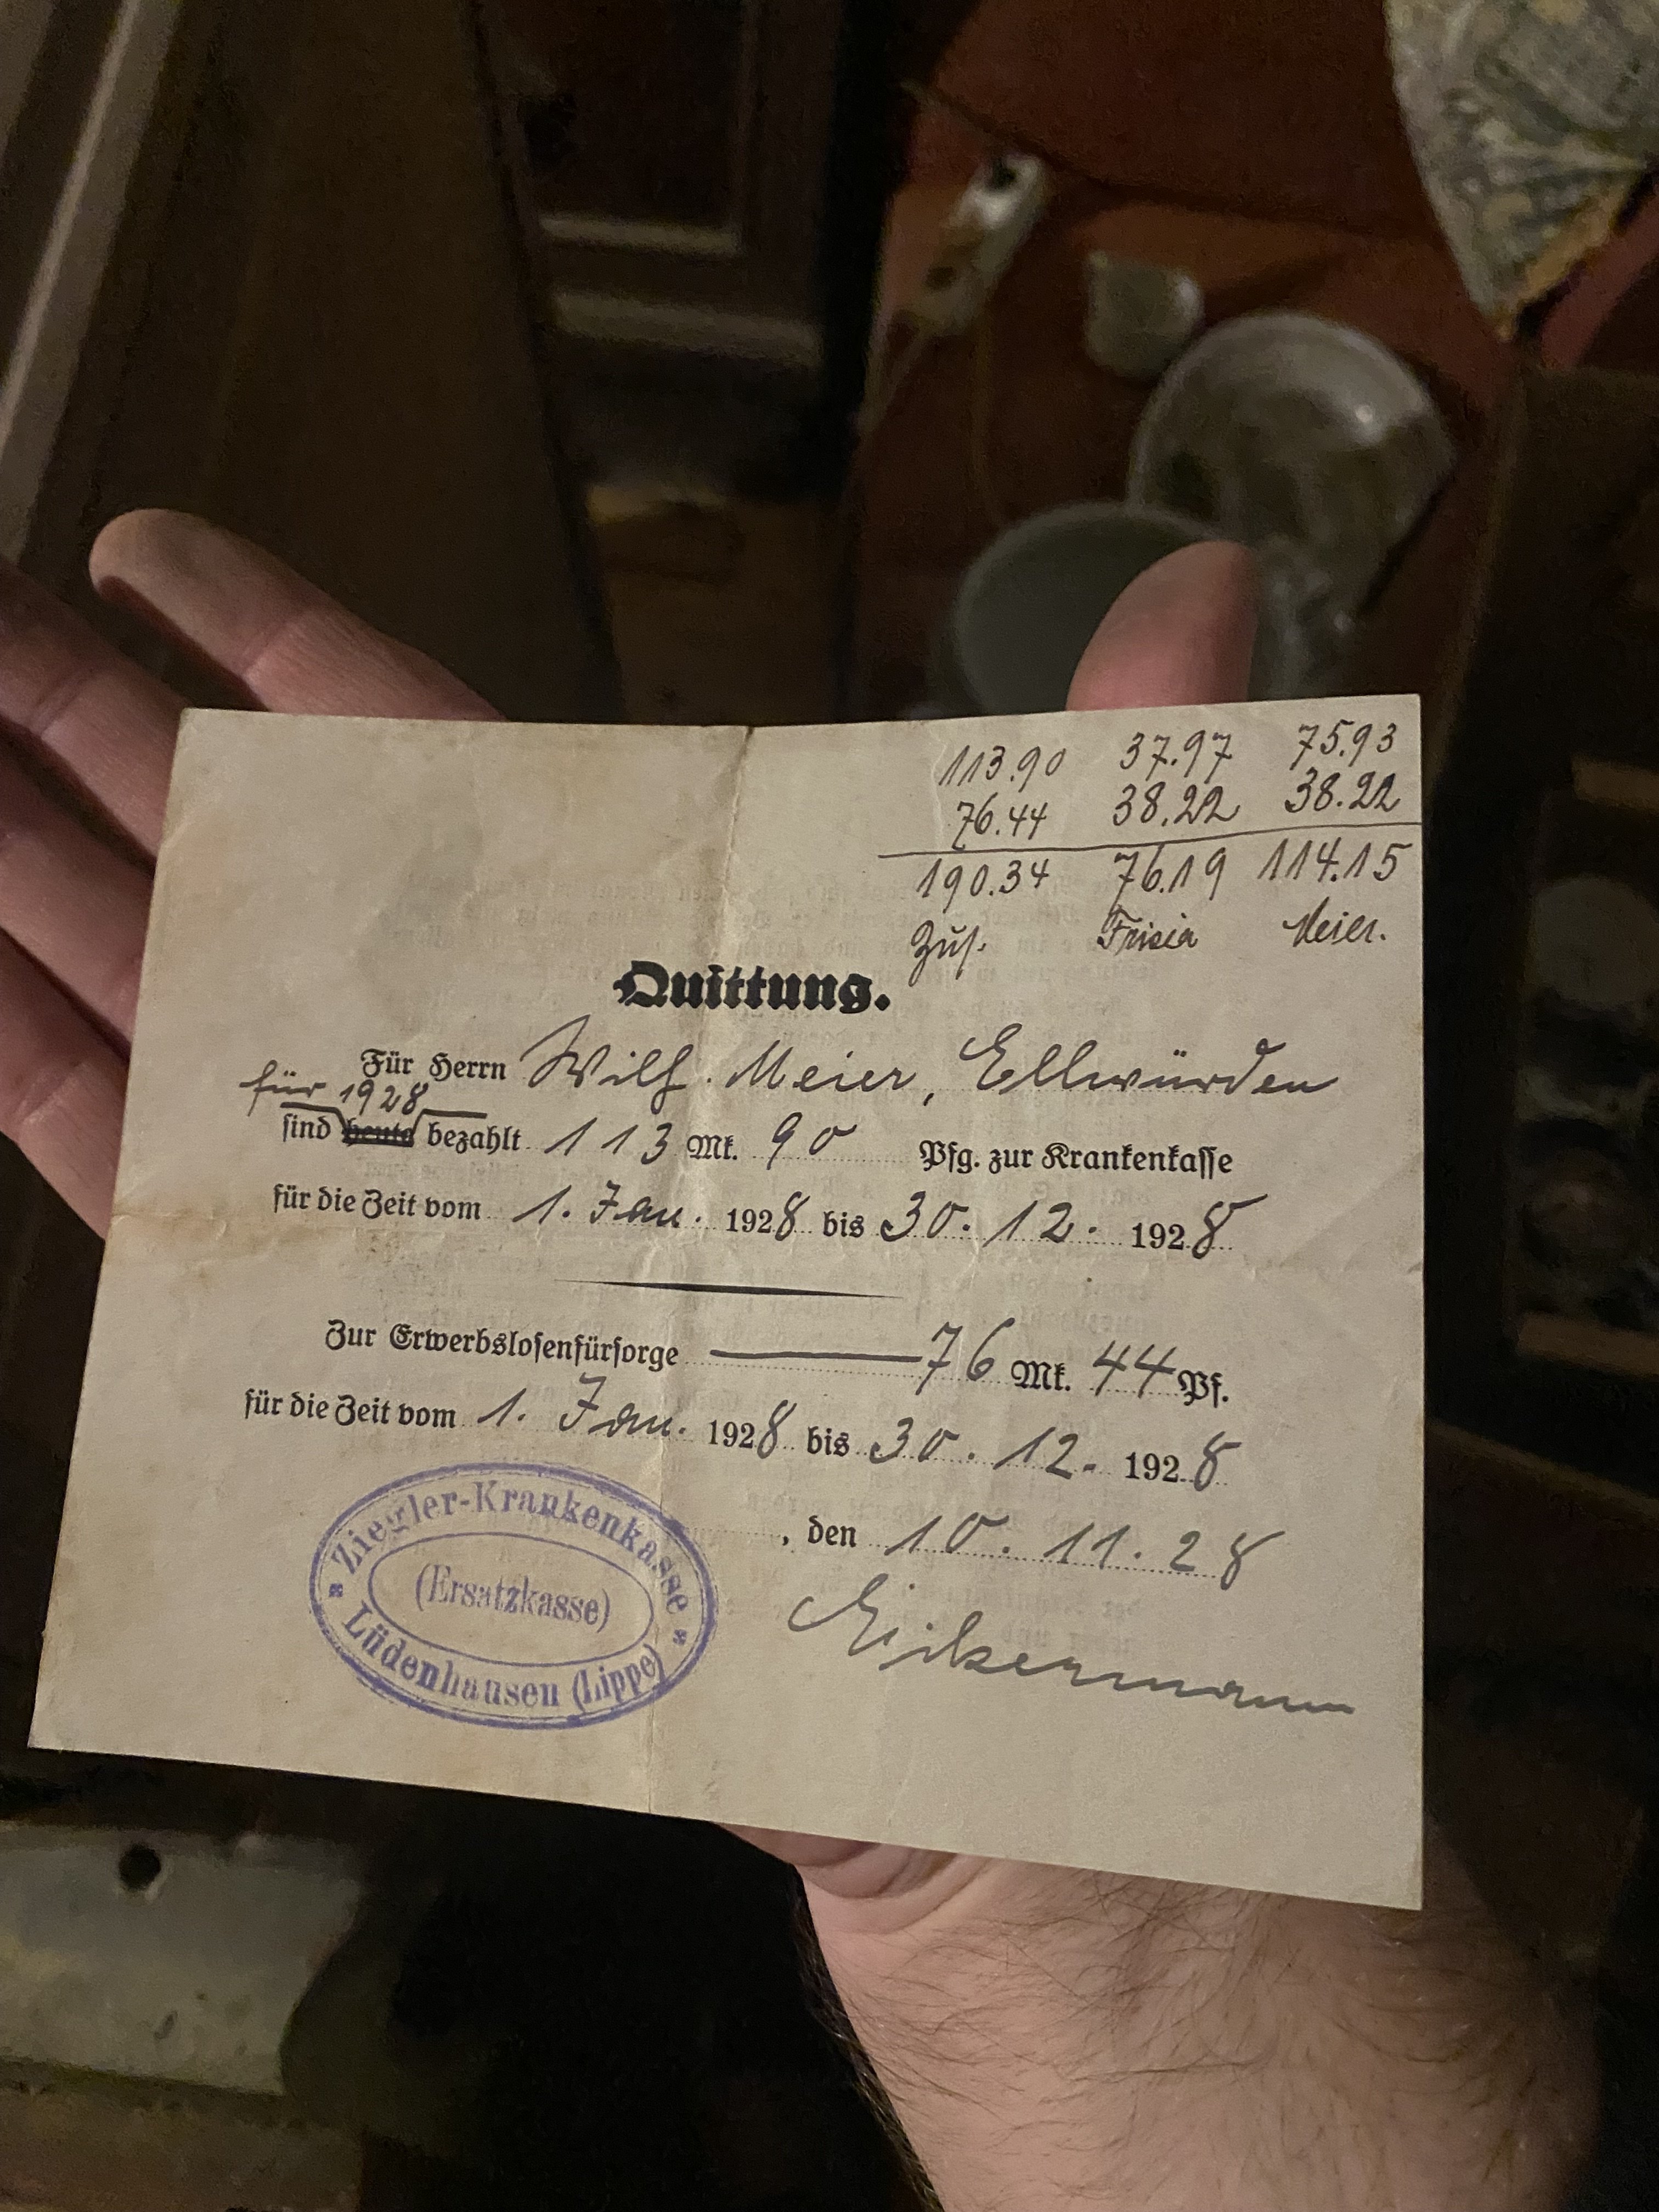 113.90 37.97 75.93
76.44 38.22 38.22
190.34 76.19 114.15
Zus. Frisia Meier.
Quittung.
Für Herrn Wilh. Meier, Ellwürden
für 1928
sind heute bezahlt 113 Mk. 90 Pfg. zur Krankenkasse
für die Zeit vom 1. Jan. 1928 bis 30. 12. 1928
Zur Erwerbslosenfürsorge 76 Mk. 44 Pf.
für die Zeit vom 1. Jan. 1928 bis 30. 12. 1928
, den 10. 11. 28
Eikermann
Ziegler-Krankenkasse
(Ersatzkasse)
Lüdenhausen (Lippe)